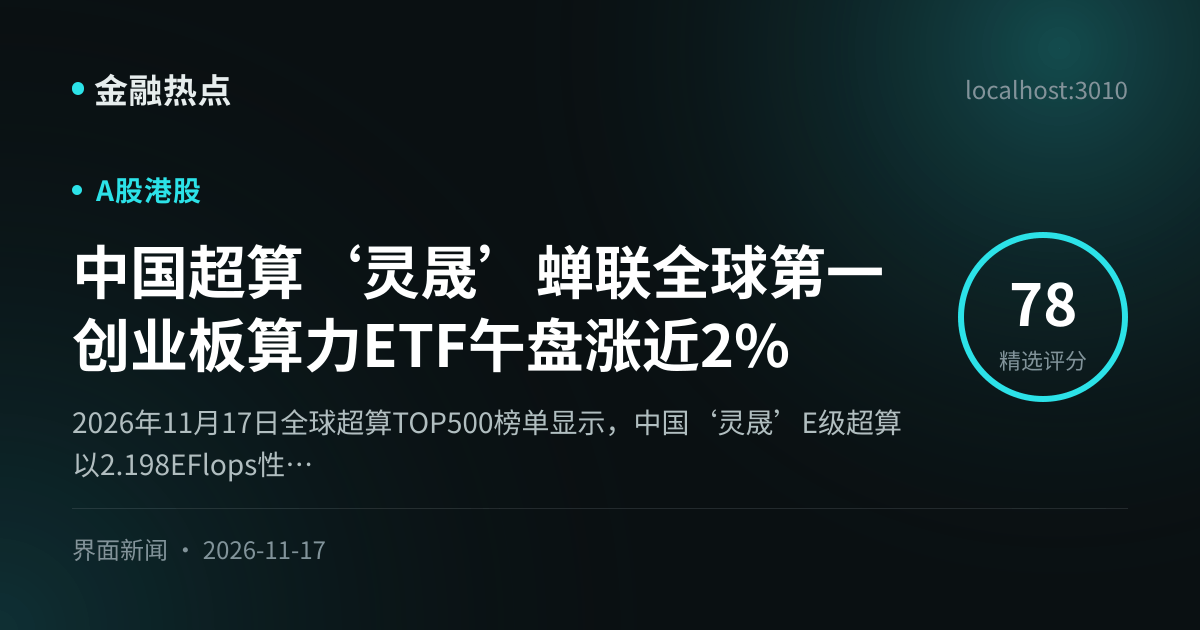 金融热点
localhost:3010
A股港股
中国超算‘灵晟’蝉联全球第一
创业板算力ETF午盘涨近2%
78
精选评分
2026年11月17日全球超算TOP500榜单显示，中国‘灵晟’E级超算
以2.198EFlops性…
界面新闻 · 2026-11-17